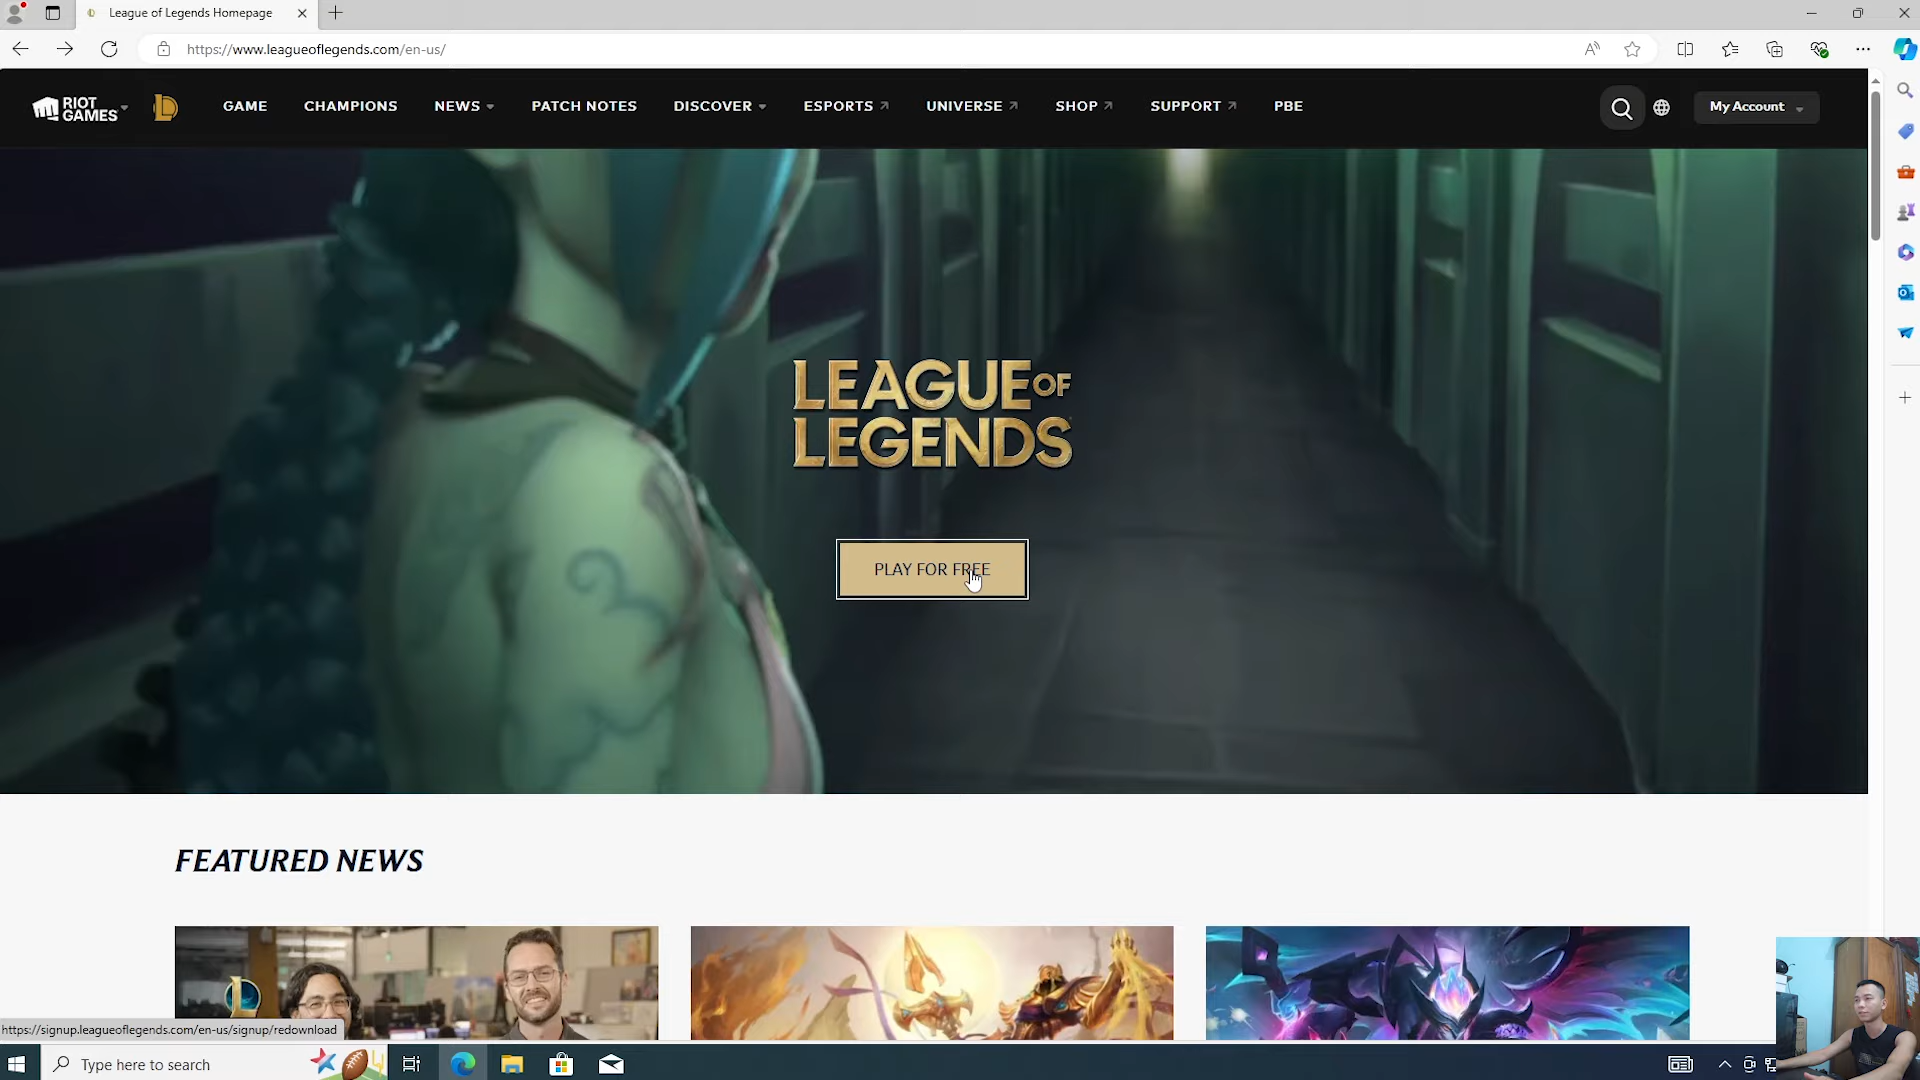 League of Legends Homepage
https://www.leagueoflegends.com/en-us/
RIOT GAMES
GAME
CHAMPIONS
NEWS
PATCH NOTES
DISCOVER
ESPORTS
UNIVERSE
SHOP
SUPPORT
PBE
My Account
LEAGUE OF
LEGENDS
PLAY FOR FREE
FEATURED NEWS
https://signup.leagueoflegends.com/en-us/signup/redownload
Type here to search